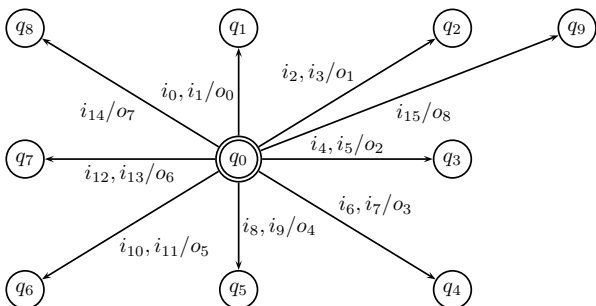 q8 q1 q2 q9
i0, i1/o0
i2, i3/o1
i14/o7
i15/o8
q7 q0 q3
i4, i5/o2
i12, i13/o6
i6, i7/o3
i8, i9/o4
i10, i11/o5
q6 q5 q4